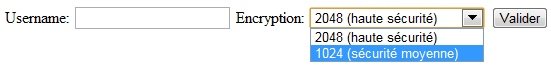 Username: Encryption: 2048 (haute sécurité) Valider
2048 (haute sécurité)
1024 (sécurité moyenne)